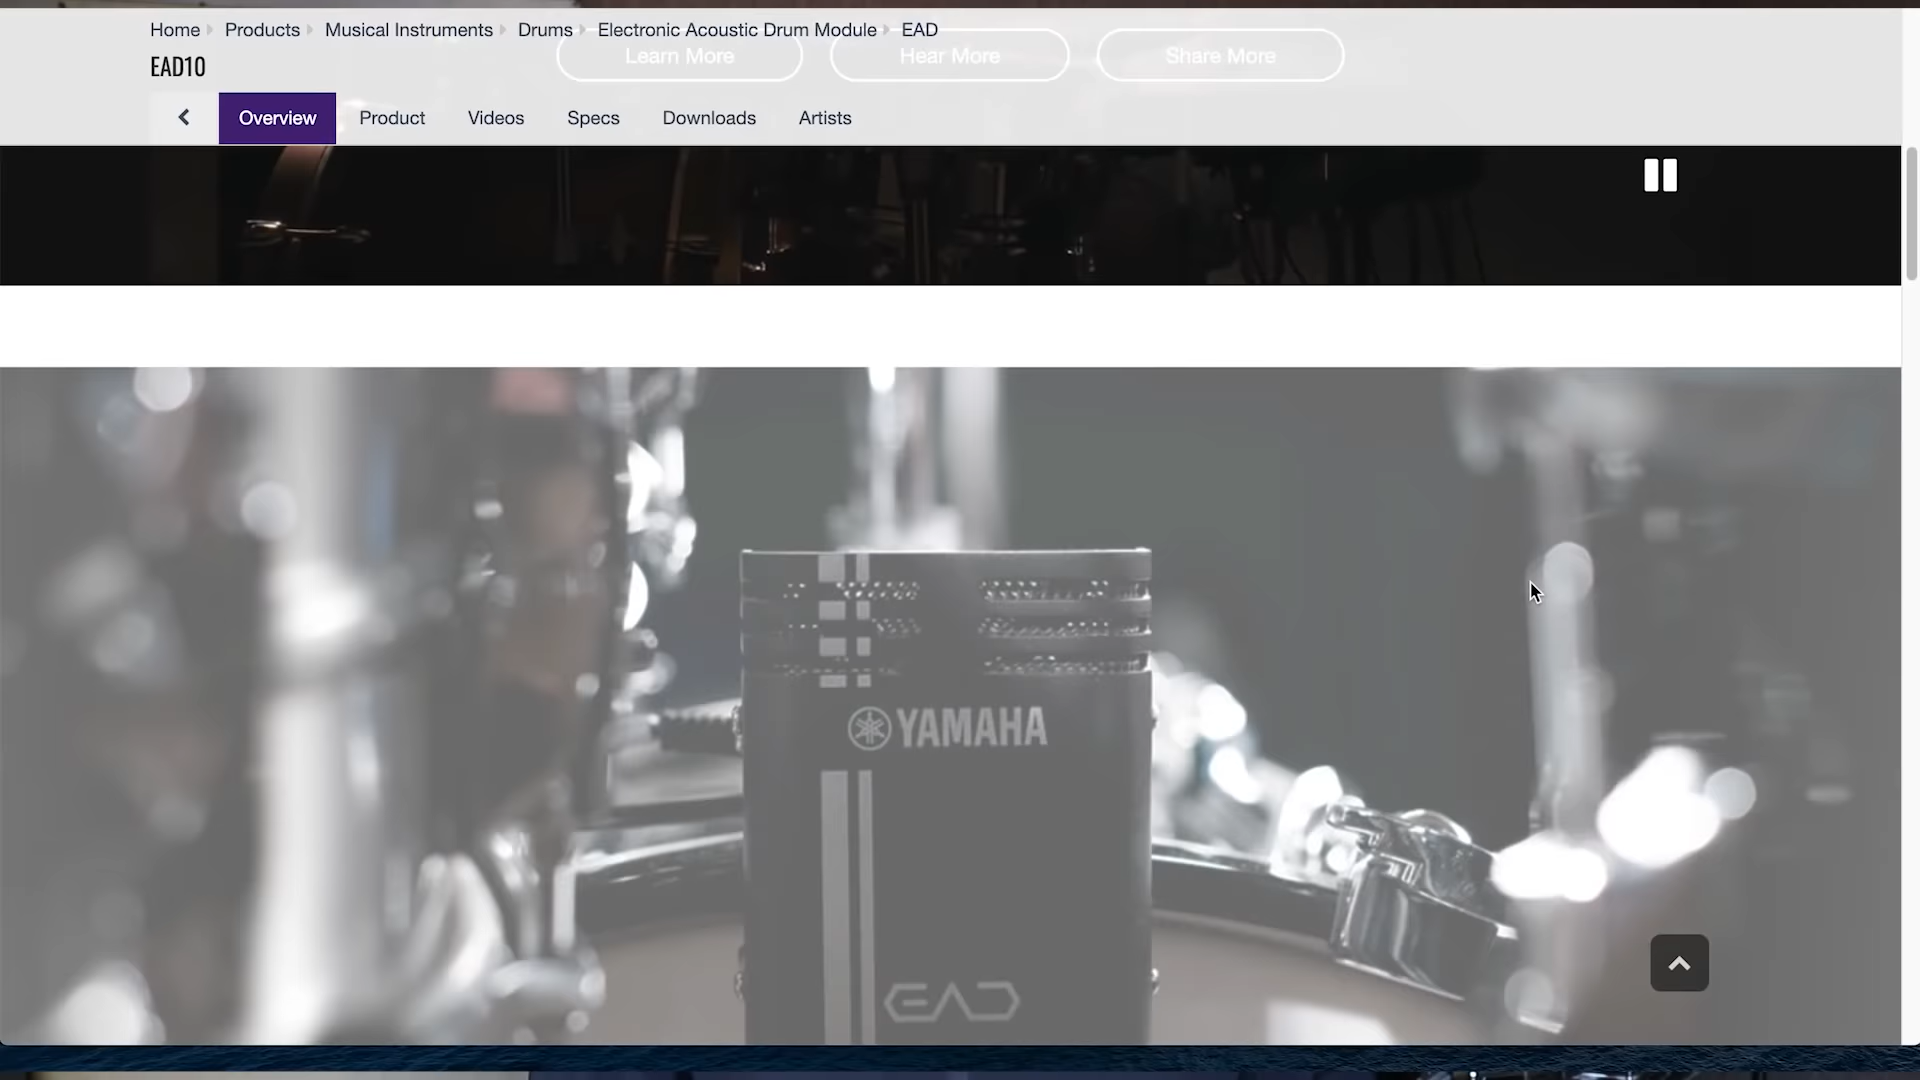 Home Products Musical Instruments Drums Electronic Acoustic Drum Module EAD
Learn More Hear More Share More
EAD10
Overview Product Videos Specs Downloads Artists
YAMAHA
EAD